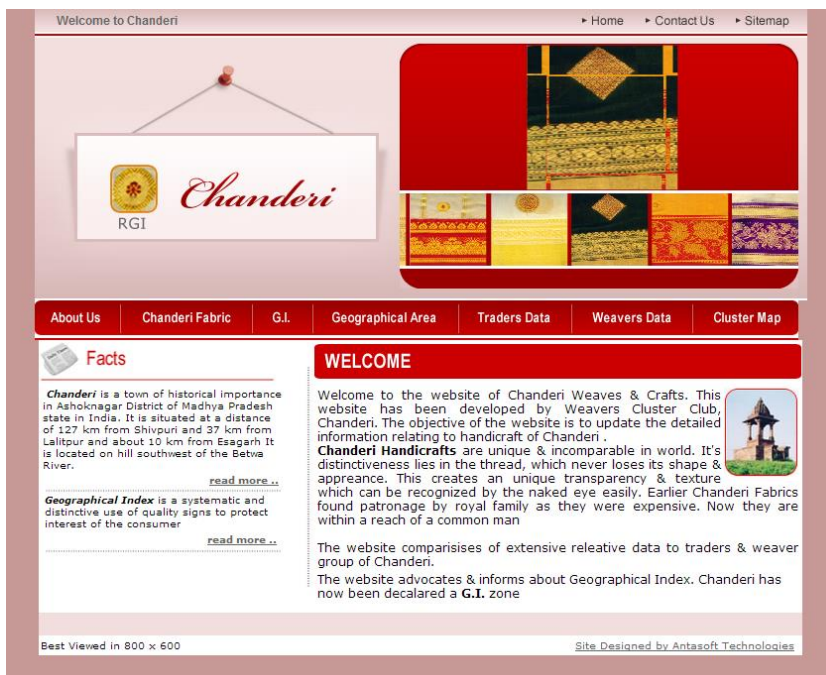 Welcome to Chanderi
Home
Contact Us
Sitemap
Chanderi
RGI
About Us
Chanderi Fabric
G.I.
Geographical Area
Traders Data
Weavers Data
Cluster Map
Facts
Chanderi is a town of historical importance
in Ashoknagar District of Madhya Pradesh
state in India. It is situated at a distance
of 127 km from Shivpuri and 37 km from
Lalitpur and about 10 km from Esagarh It
is located on hill southwest of the Betwa
River.
read more ..
Geographical Index is a systematic and
distinctive use of quality signs to protect
interest of the consumer
read more ..
WELCOME
Welcome to the website of Chanderi Weaves & Crafts. This
website has been developed by Weavers Cluster Club,
Chanderi. The objective of the website is to update the detailed
information relating to handicraft of Chanderi .
Chanderi Handicrafts are unique & incomparable in world. It's
distinctiveness lies in the thread, which never loses its shape &
appreance. This creates an unique transparency & texture
which can be recognized by the naked eye easily. Earlier Chanderi Fabrics
found patronage by royal family as they were expensive. Now they are
within a reach of a common man
The website comparisises of extensive releative data to traders & weaver
group of Chanderi.
The website advocates & informs about Geographical Index. Chanderi has
now been decalared a G.I. zone
Best Viewed in 800 x 600
Site Designed by Antasoft Technologies